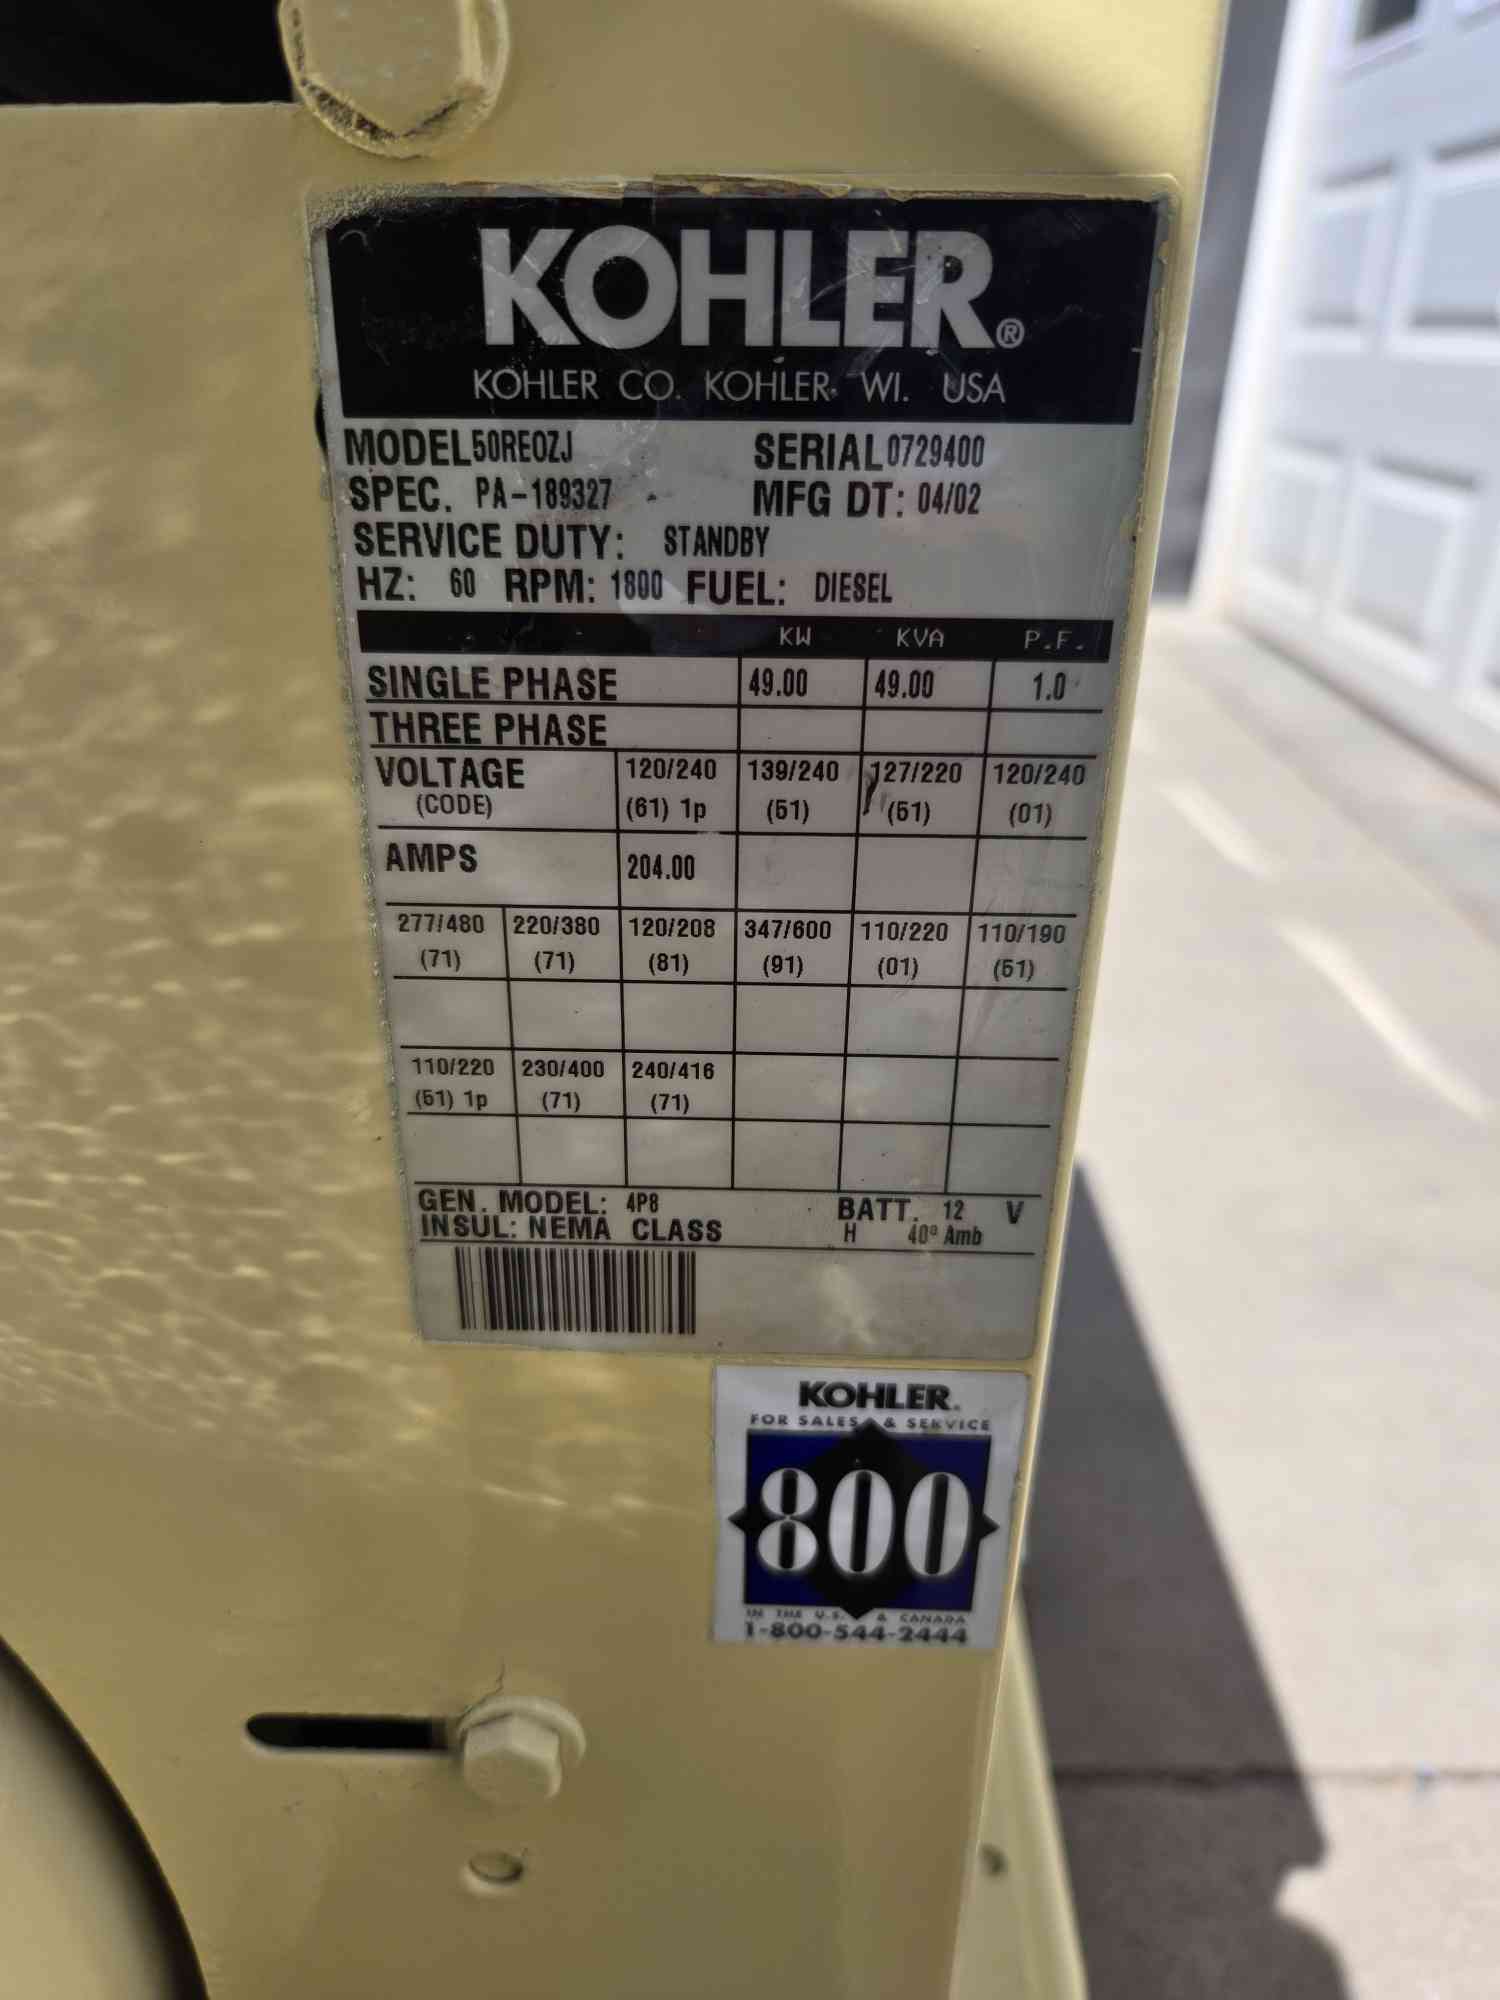 KOHLER®
KOHLER CO. KOHLER, WI. USA
MODEL 50REOZJ SERIAL 0729400
SPEC. PA-189327 MFG DT: 04/02
SERVICE DUTY: STANDBY
HZ: 60 RPM: 1800 FUEL: DIESEL
KW KVA P.F.
SINGLE PHASE 49.00 49.00 1.0
THREE PHASE
VOLTAGE 120/240 139/240 127/220 120/240
(CODE) (61) 1p (51) (61) (01)
AMPS 204.00
277/480 220/380 120/208 347/600 110/220 110/190
(71) (71) (81) (91) (01) (61)
110/220 230/400 240/416
(61) 1p (71) (71)
GEN. MODEL: 4P8 BATT. 12 V
INSUL: NEMA CLASS H 40° Amb
KOHLER.
FOR SALES & SERVICE
800
IN THE U.S. & CANADA
1-800-544-2444